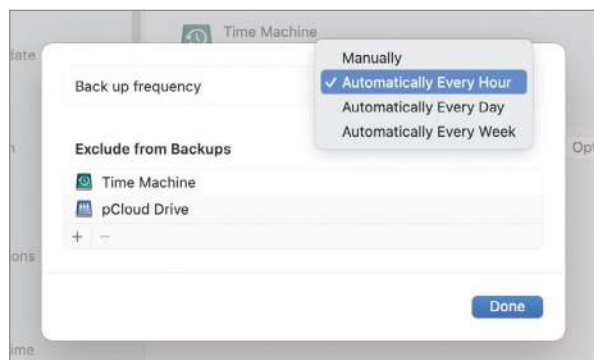 Time Machine
Manually
Back up frequency
✓ Automatically Every Hour
Automatically Every Day
Automatically Every Week
Exclude from Backups
Time Machine
pCloud Drive
+ −
Done